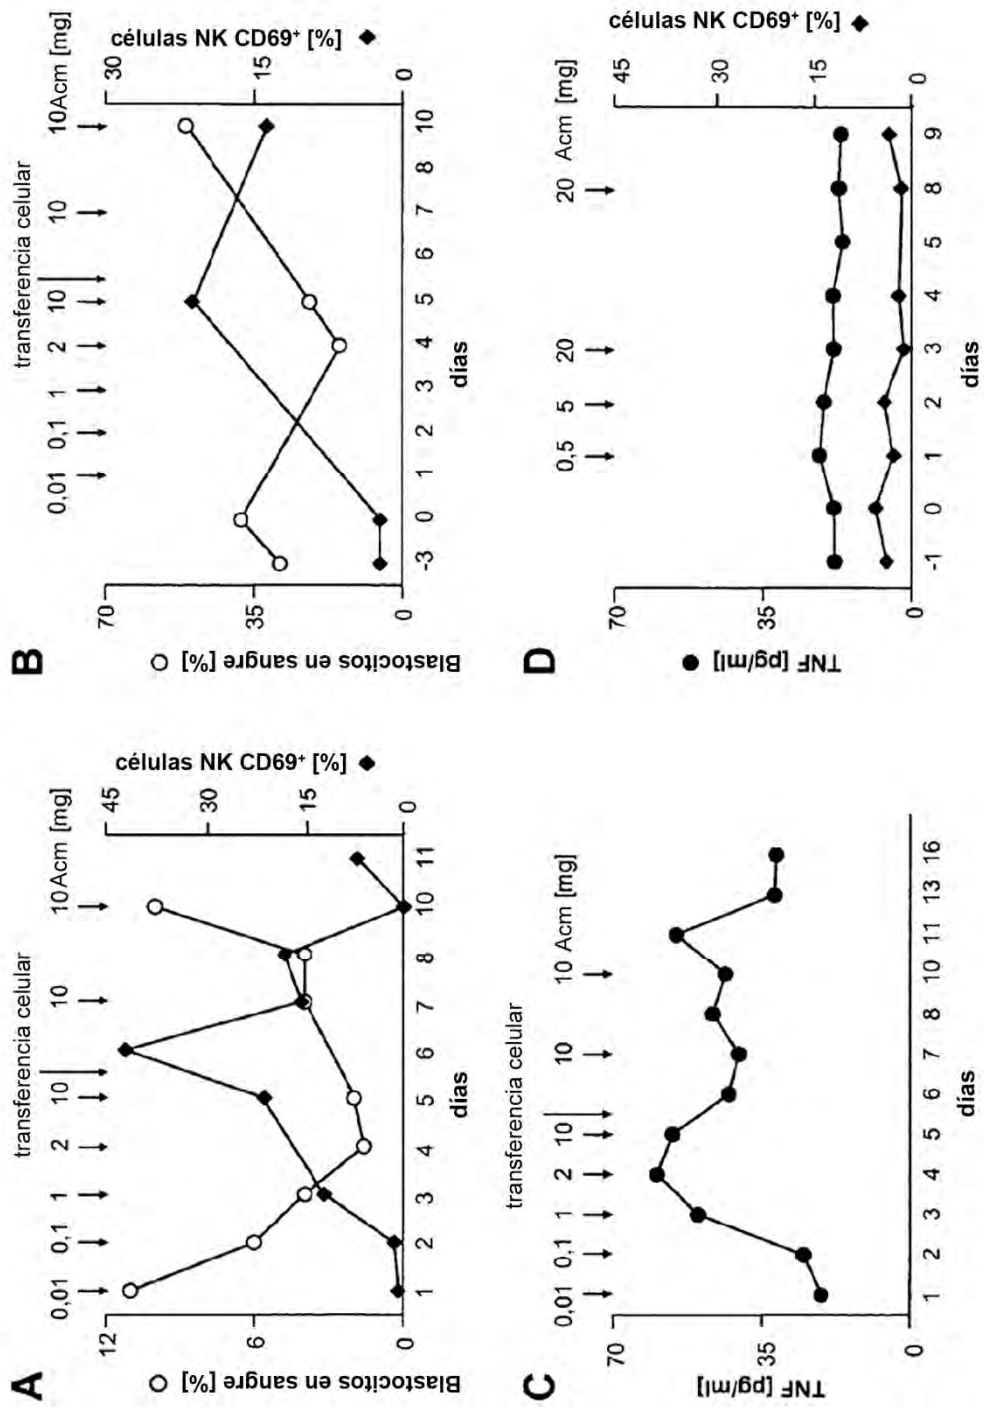 A
transferencia celular
0,01 0,1 1 2 10 10 10 Acm [mg]
Blastocitos en sangre [%]
12
6
0
células NK CD69⁺ [%]
45
30
15
0
1 2 3 4 5 6 7 8 10 11
días
B
transferencia celular
0,01 0,1 1 2 10 10 10 Acm [mg]
Blastocitos en sangre [%]
70
35
0
células NK CD69⁺ [%]
30
15
0
-3 0 1 2 3 4 5 6 7 8 10
días
C
transferencia celular
0,01 0,1 1 2 10 10 10 Acm [mg]
TNF [pg/ml]
70
35
0
1 2 3 4 5 6 7 8 10 11 13 16
días
D
0,5 5 20 20 Acm [mg]
TNF [pg/ml]
70
35
0
células NK CD69⁺ [%]
45
30
15
0
-1 0 1 2 3 4 5 8 9
días